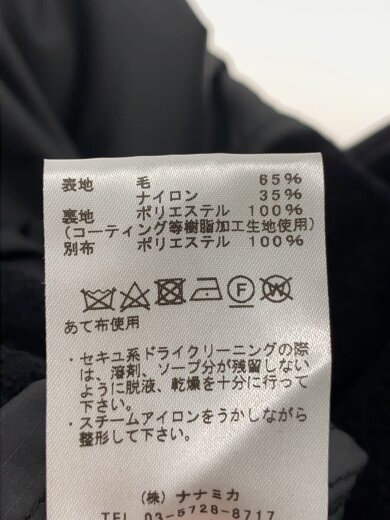 表地 毛 65%
ナイロン 35%
裏地 ポリエステル 100%
(コーティング等樹脂加工生地使用)
別布 ポリエステル 100%
あて布使用
・セキユ系ドライクリーニングの際
は、溶剤、ソープ分が残留しない
ように脱液、乾燥を十分に行って
下さい。
・スチームアイロンをうかしながら
整形して下さい。
(株) ナナミカ
TEL 03-5728-8717